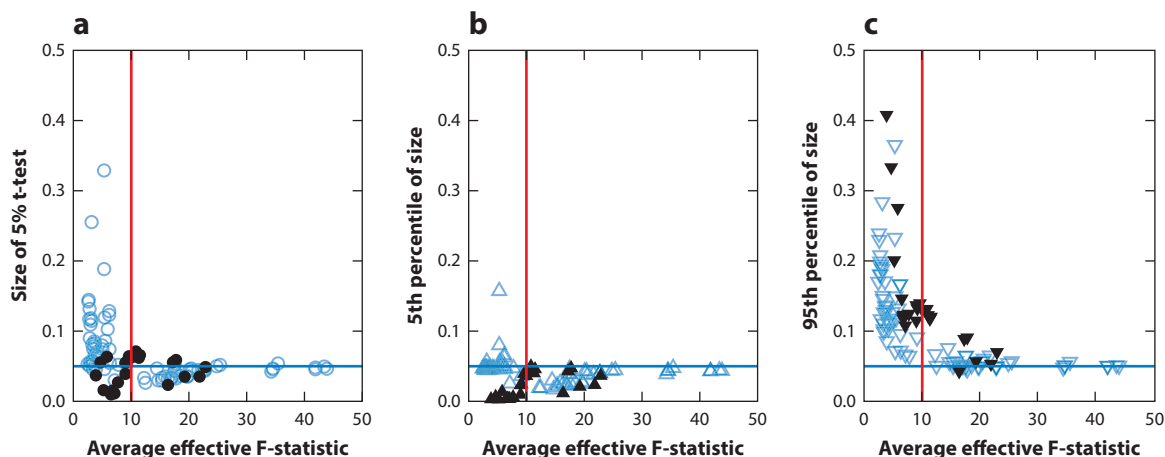 a
b
c
0.5
0.4
0.3
0.2
0.1
0.0
0 10 20 30 40 50
Size of 5% t-test
Average effective F-statistic
0.5
0.4
0.3
0.2
0.1
0.0
0 10 20 30 40 50
5th percentile of size
Average effective F-statistic
0.5
0.4
0.3
0.2
0.1
0.0
0 10 20 30 40 50
95th percentile of size
Average effective F-statistic